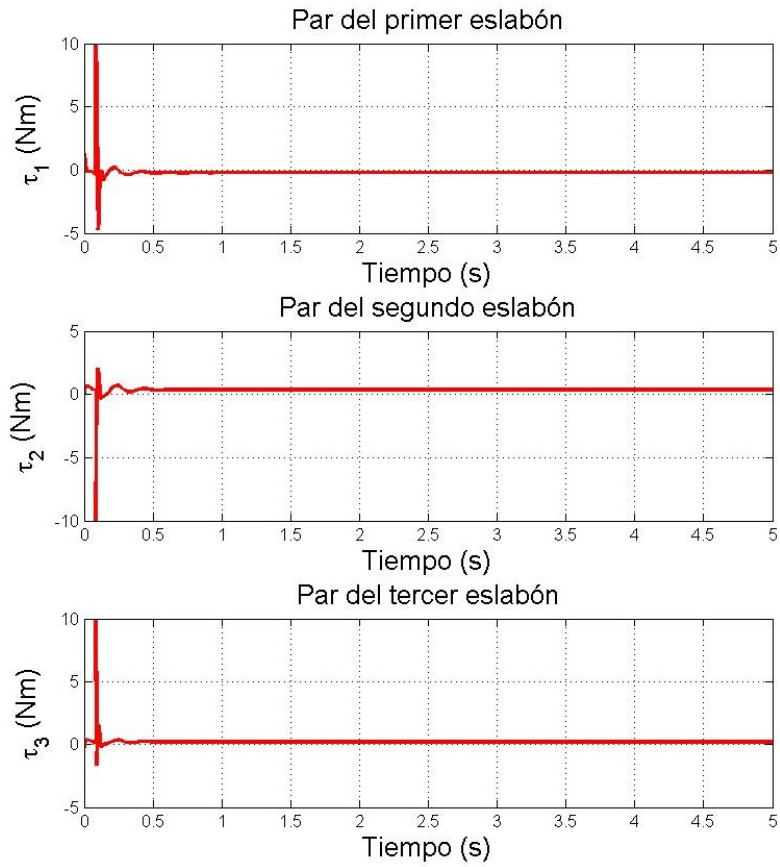 Par del primer eslabón
10
5
0
-5
τ1 (Nm)
0 0.5 1 1.5 2 2.5 3 3.5 4 4.5 5
Tiempo (s)
Par del segundo eslabón
5
0
-5
-10
τ2 (Nm)
0 0.5 1 1.5 2 2.5 3 3.5 4 4.5 5
Tiempo (s)
Par del tercer eslabón
10
5
0
-5
τ3 (Nm)
0 0.5 1 1.5 2 2.5 3 3.5 4 4.5 5
Tiempo (s)